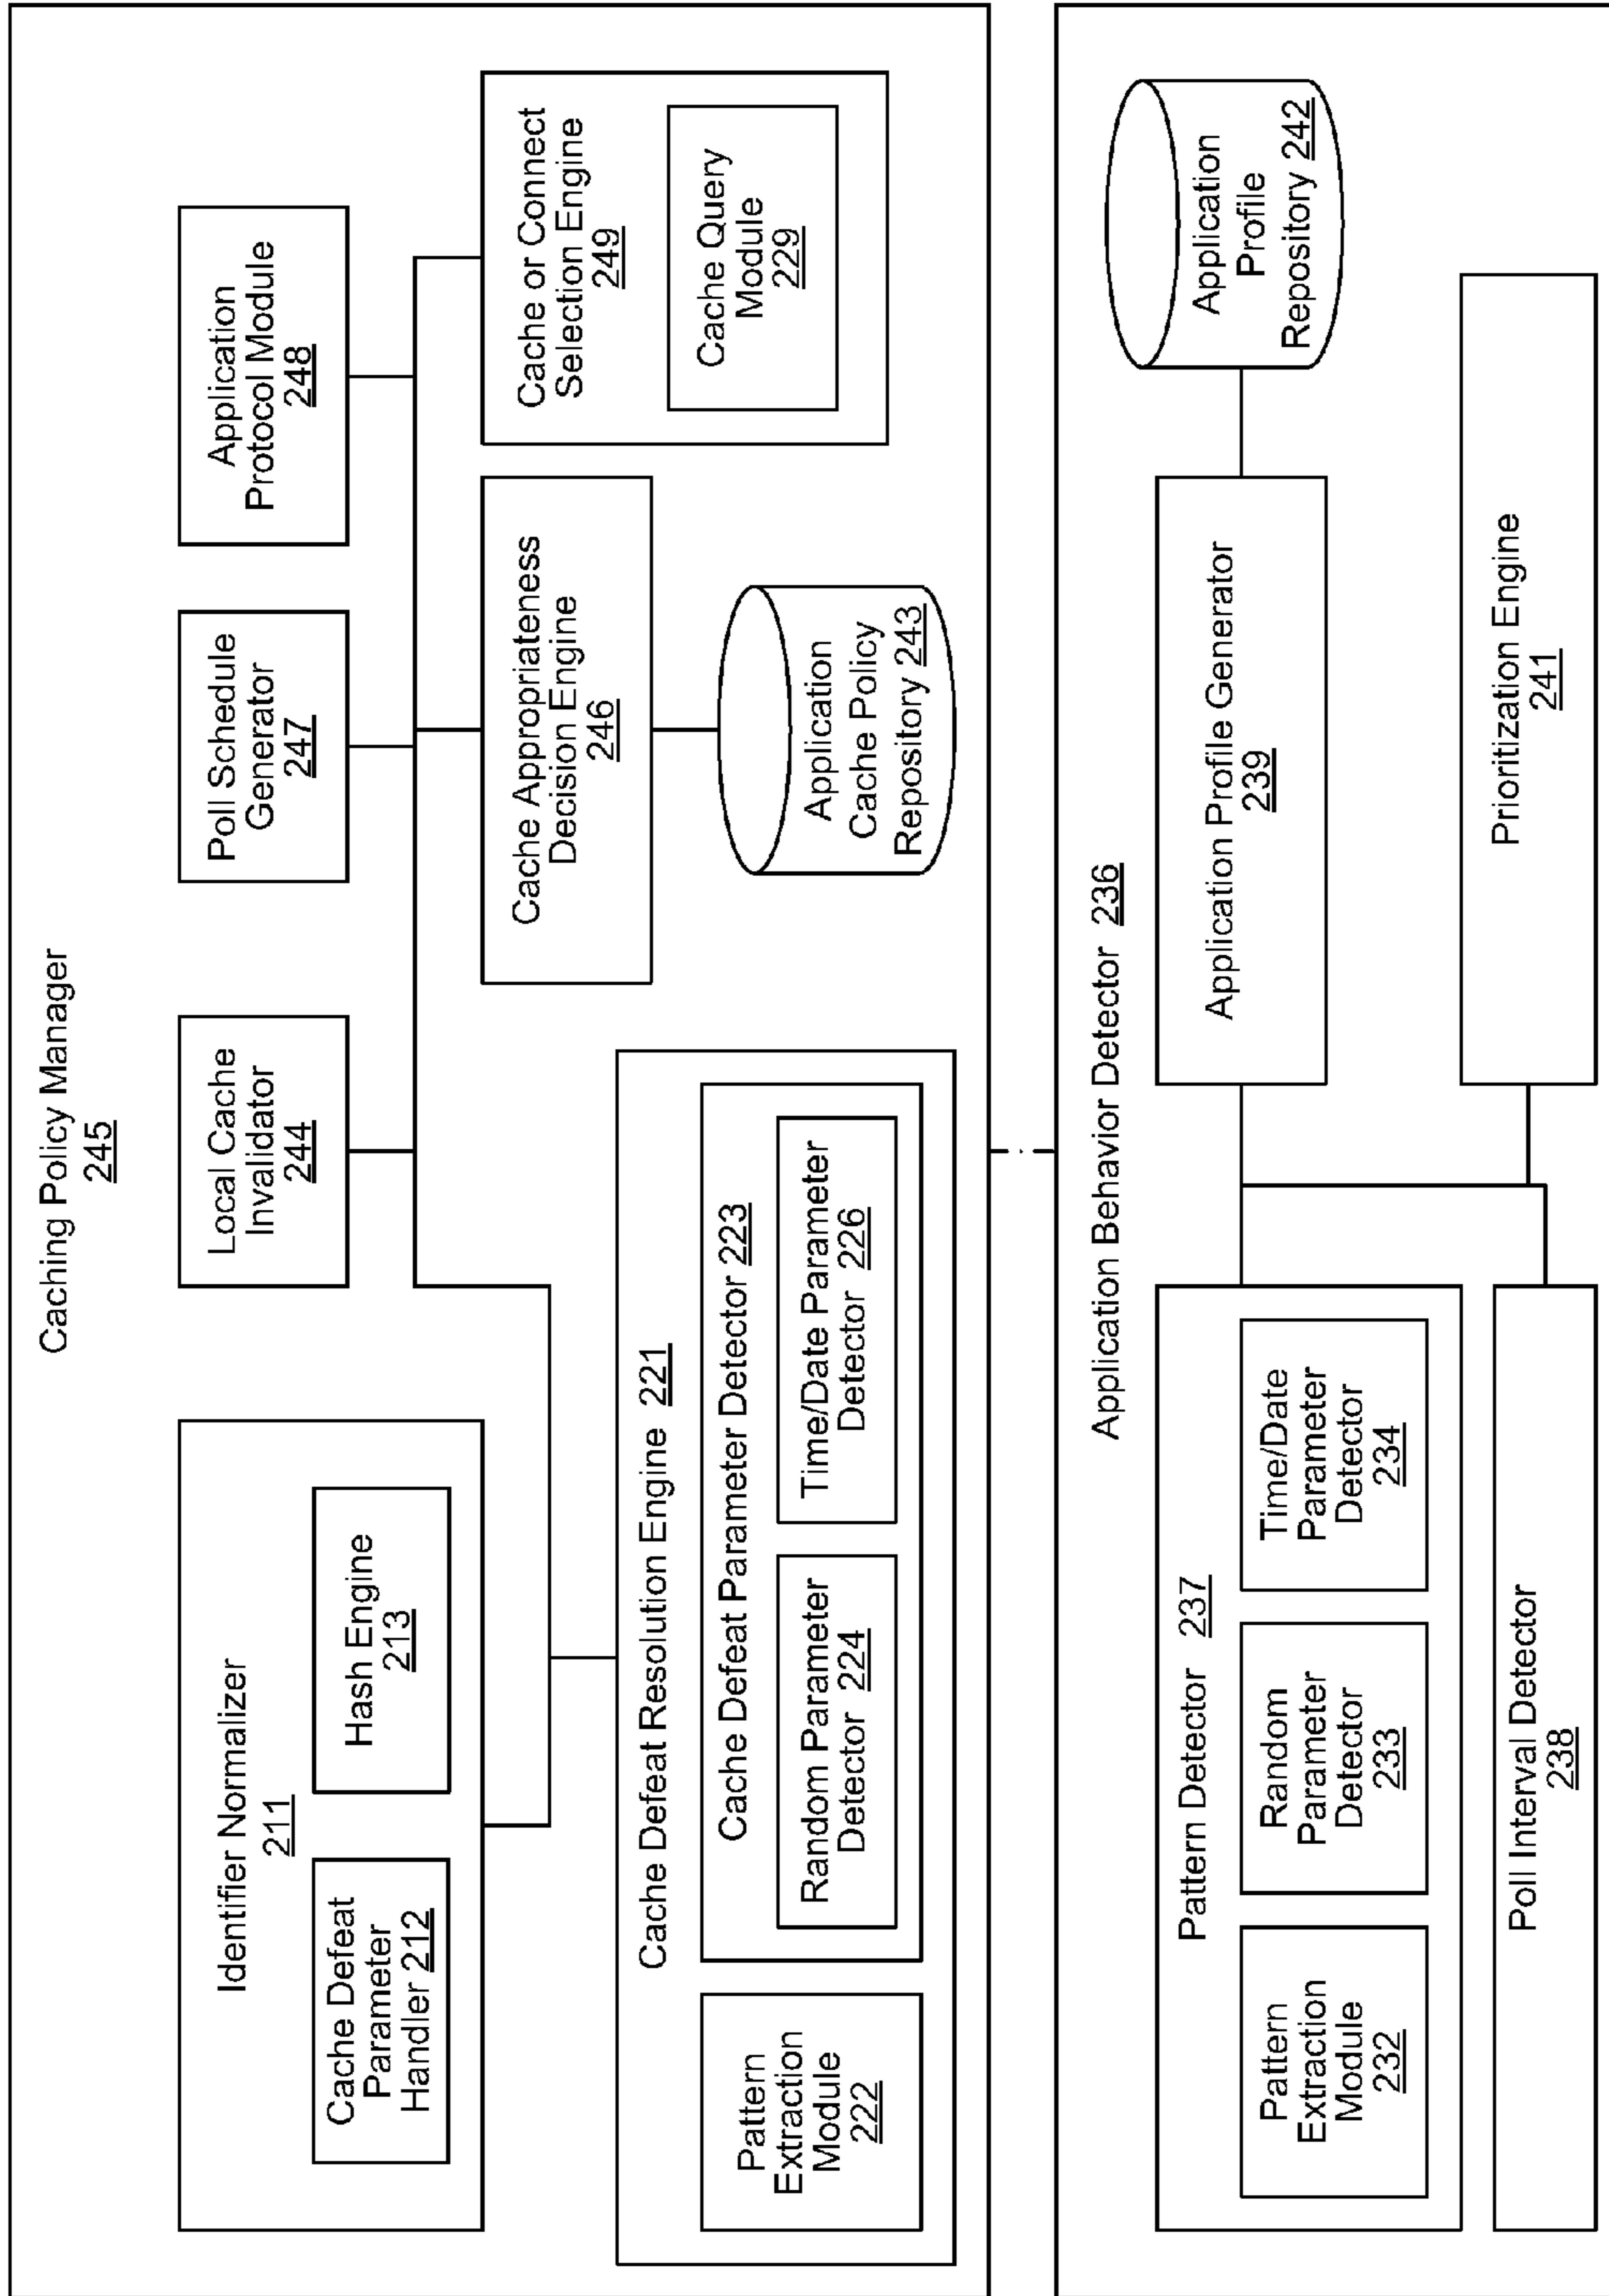 Caching Policy Manager
245
Identifier Normalizer
211
Cache Defeat
Parameter
Handler 212
Hash Engine
213
Local Cache
Invalidator
244
Poll Schedule
Generator
247
Application
Protocol Module
248
Cache Defeat Resolution Engine 221
Pattern
Extraction
Module
222
Cache Defeat Parameter Detector 223
Random Parameter
Detector 224
Time/Date Parameter
Detector 226
Cache Appropriateness
Decision Engine
246
Application
Cache Policy
Repository 243
Cache or Connect
Selection Engine
249
Cache Query
Module
229
Application Behavior Detector 236
Pattern Detector 237
Pattern
Extraction
Module
232
Random
Parameter
Detector
233
Time/Date
Parameter
Detector
234
Application Profile Generator
239
Application
Profile
Repository 242
Poll Interval Detector
238
Prioritization Engine
241